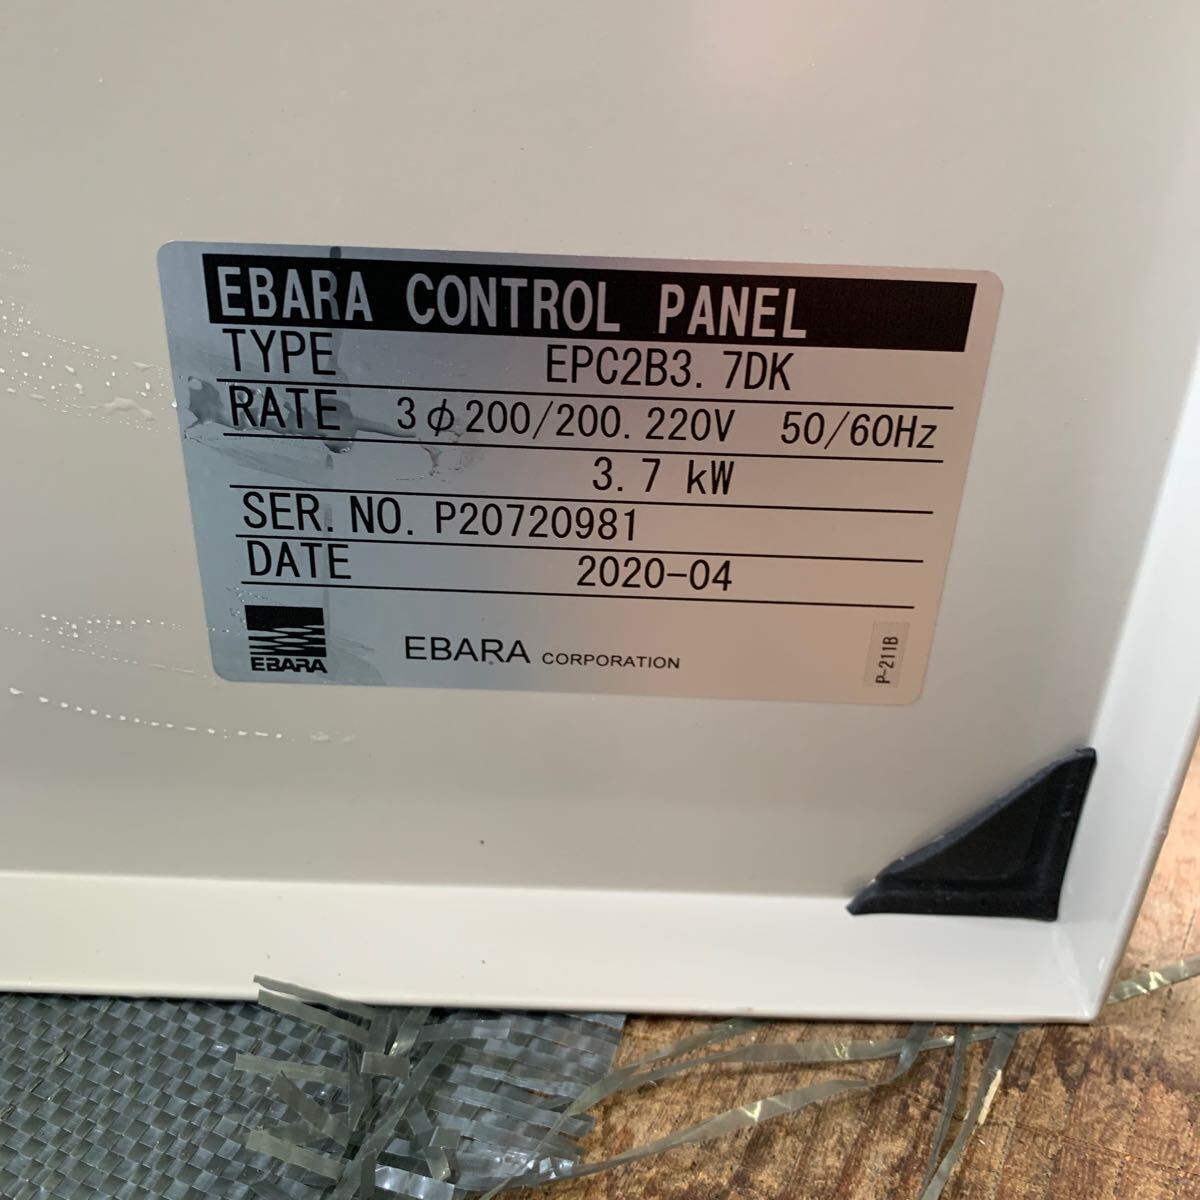 EBARA CONTROL PANEL
TYPE EPC2B3.7DK
RATE 3φ200/200.220V 50/60Hz
3.7 kW
SER.NO. P20720981
DATE 2020-04
EBARA
EBARA CORPORATION
P-211B